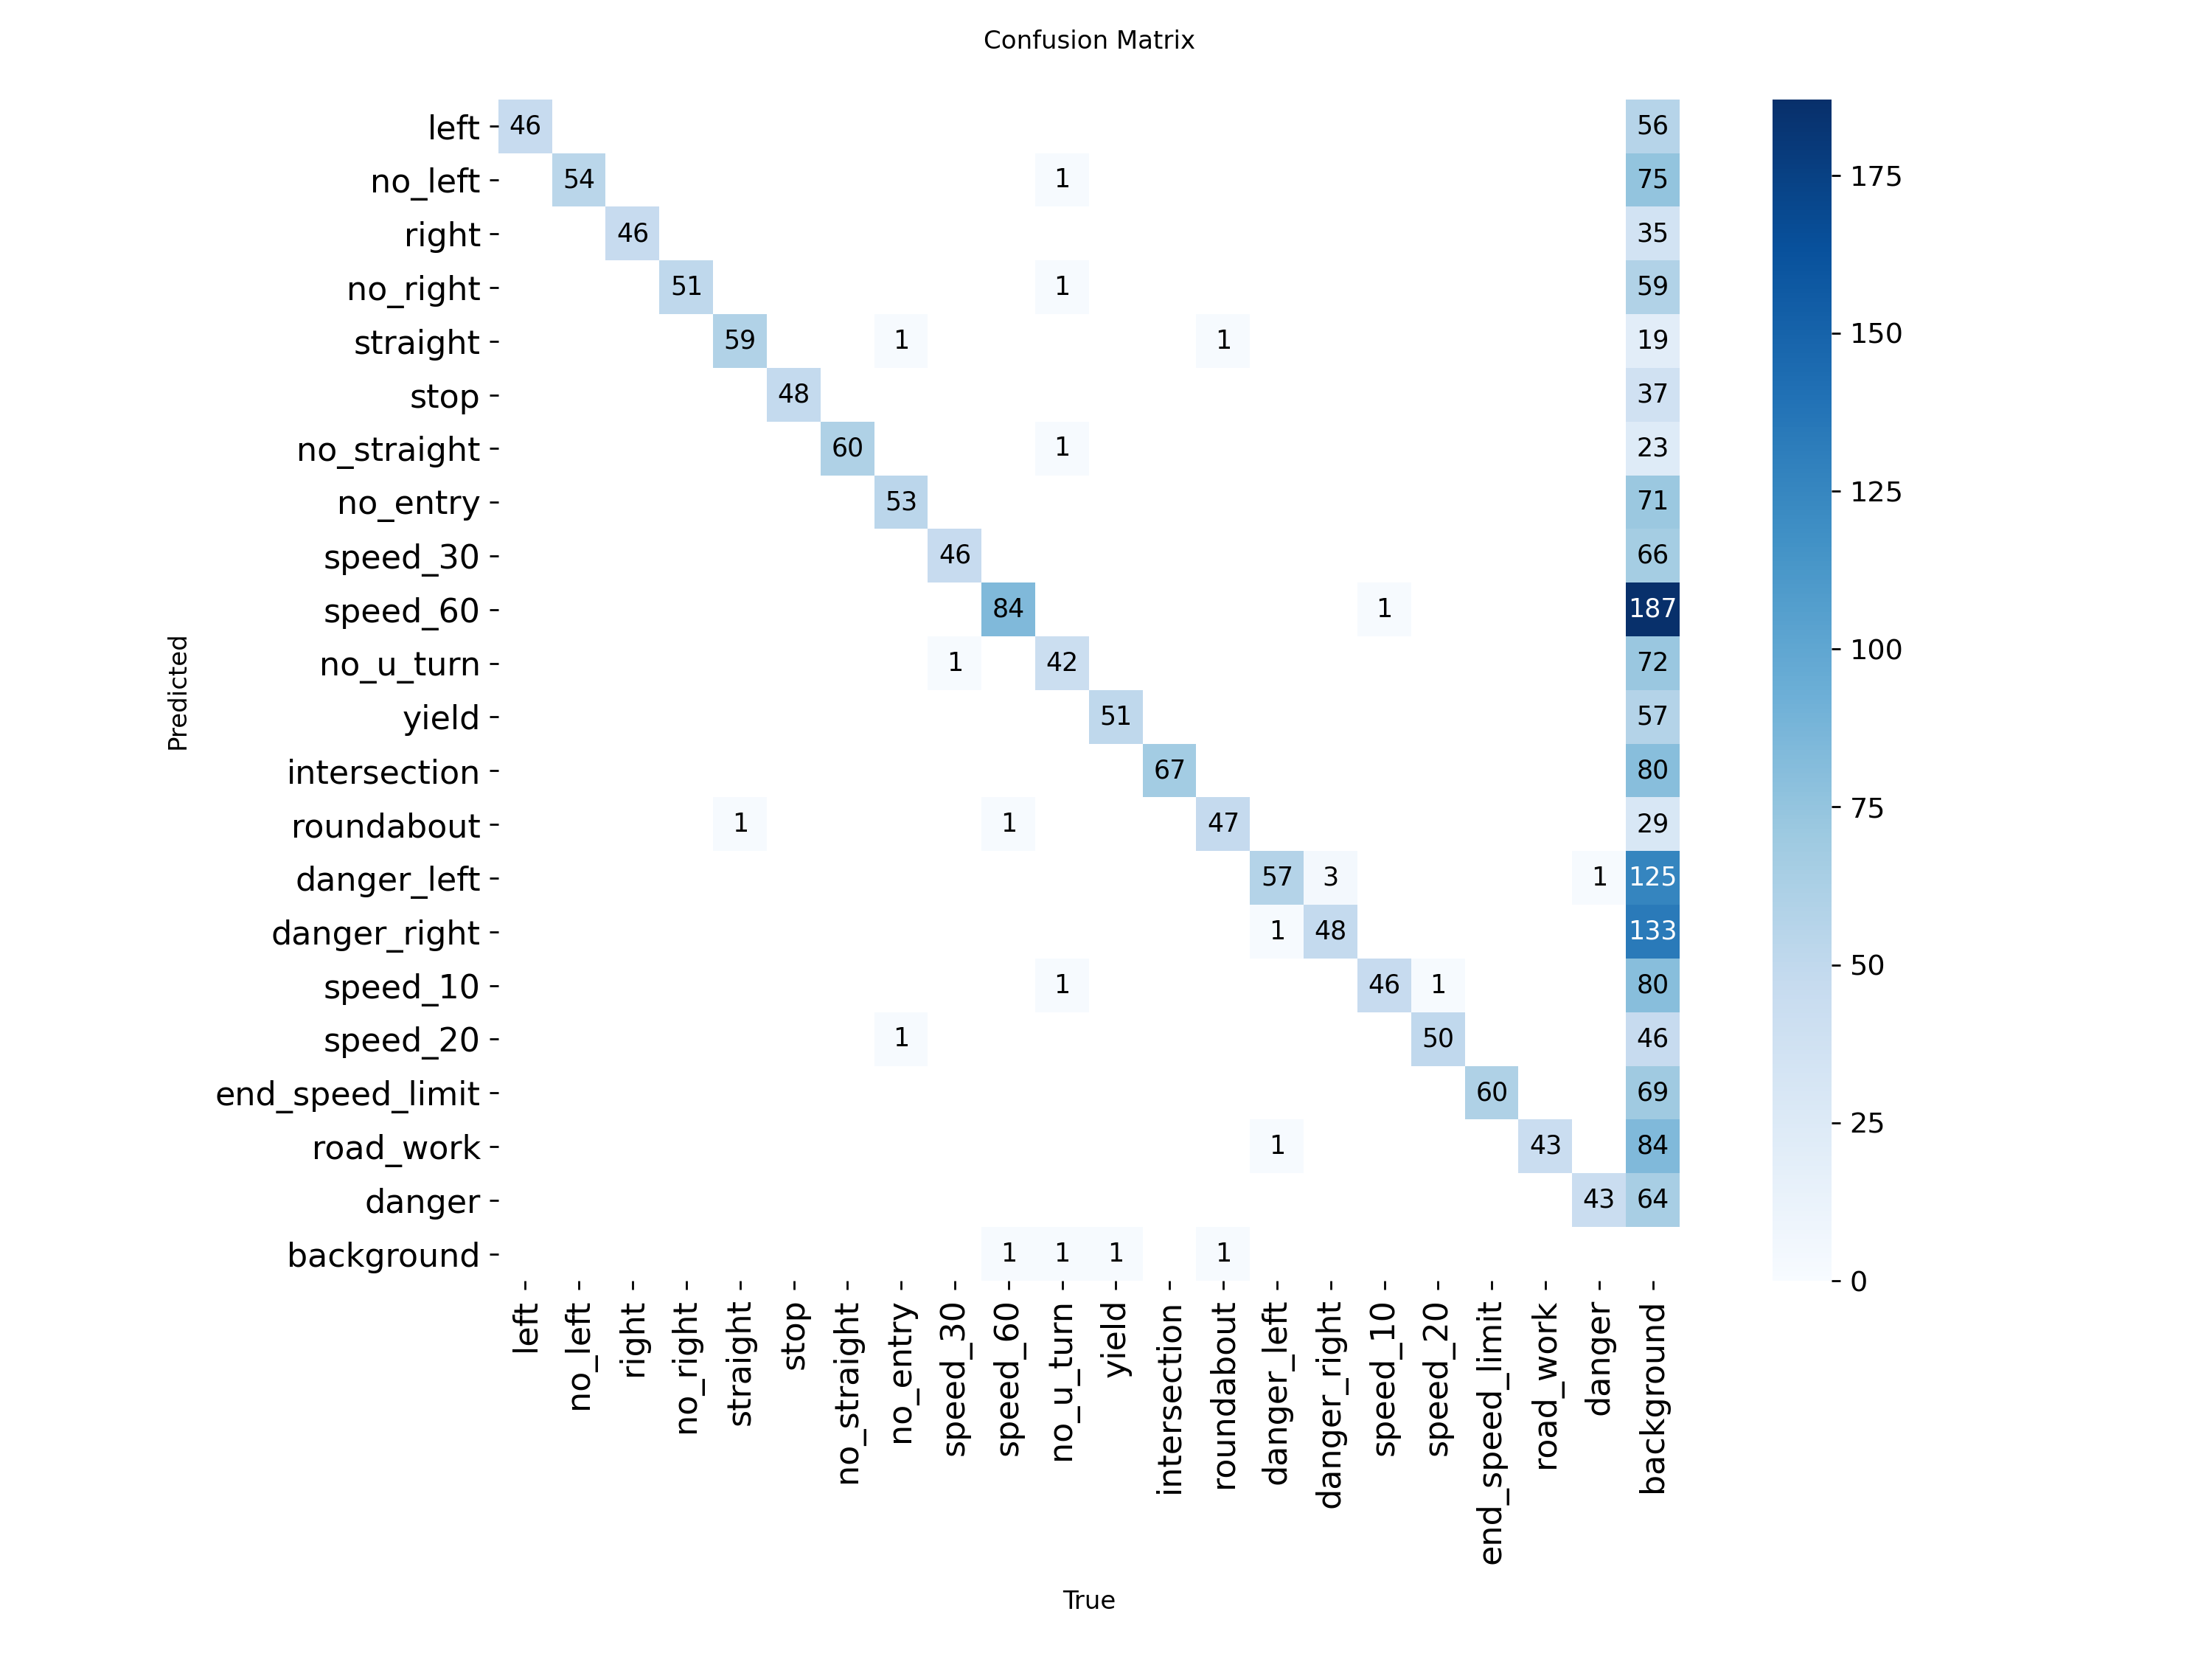 Confusion Matrix
left 46 56
no_left 54 1 75
right 46 35
no_right 51 1 59
straight 59 1 1 19
stop 48 37
no_straight 60 1 23
no_entry 53 71
speed_30 46 66
speed_60 84 1 187
no_u_turn 1 42 72
yield 51 57
intersection 67 80
roundabout 1 1 47 29
danger_left 57 3 1 125
danger_right 1 48 133
speed_10 1 46 1 80
speed_20 1 50 46
end_speed_limit 60 69
road_work 1 43 84
danger 43 64
background 1 1 1 1
Predicted
left
no_left
right
no_right
straight
stop
no_straight
no_entry
speed_30
speed_60
no_u_turn
yield
intersection
roundabout
danger_left
danger_right
speed_10
speed_20
end_speed_limit
road_work
danger
background
True
175
150
125
100
75
50
25
0